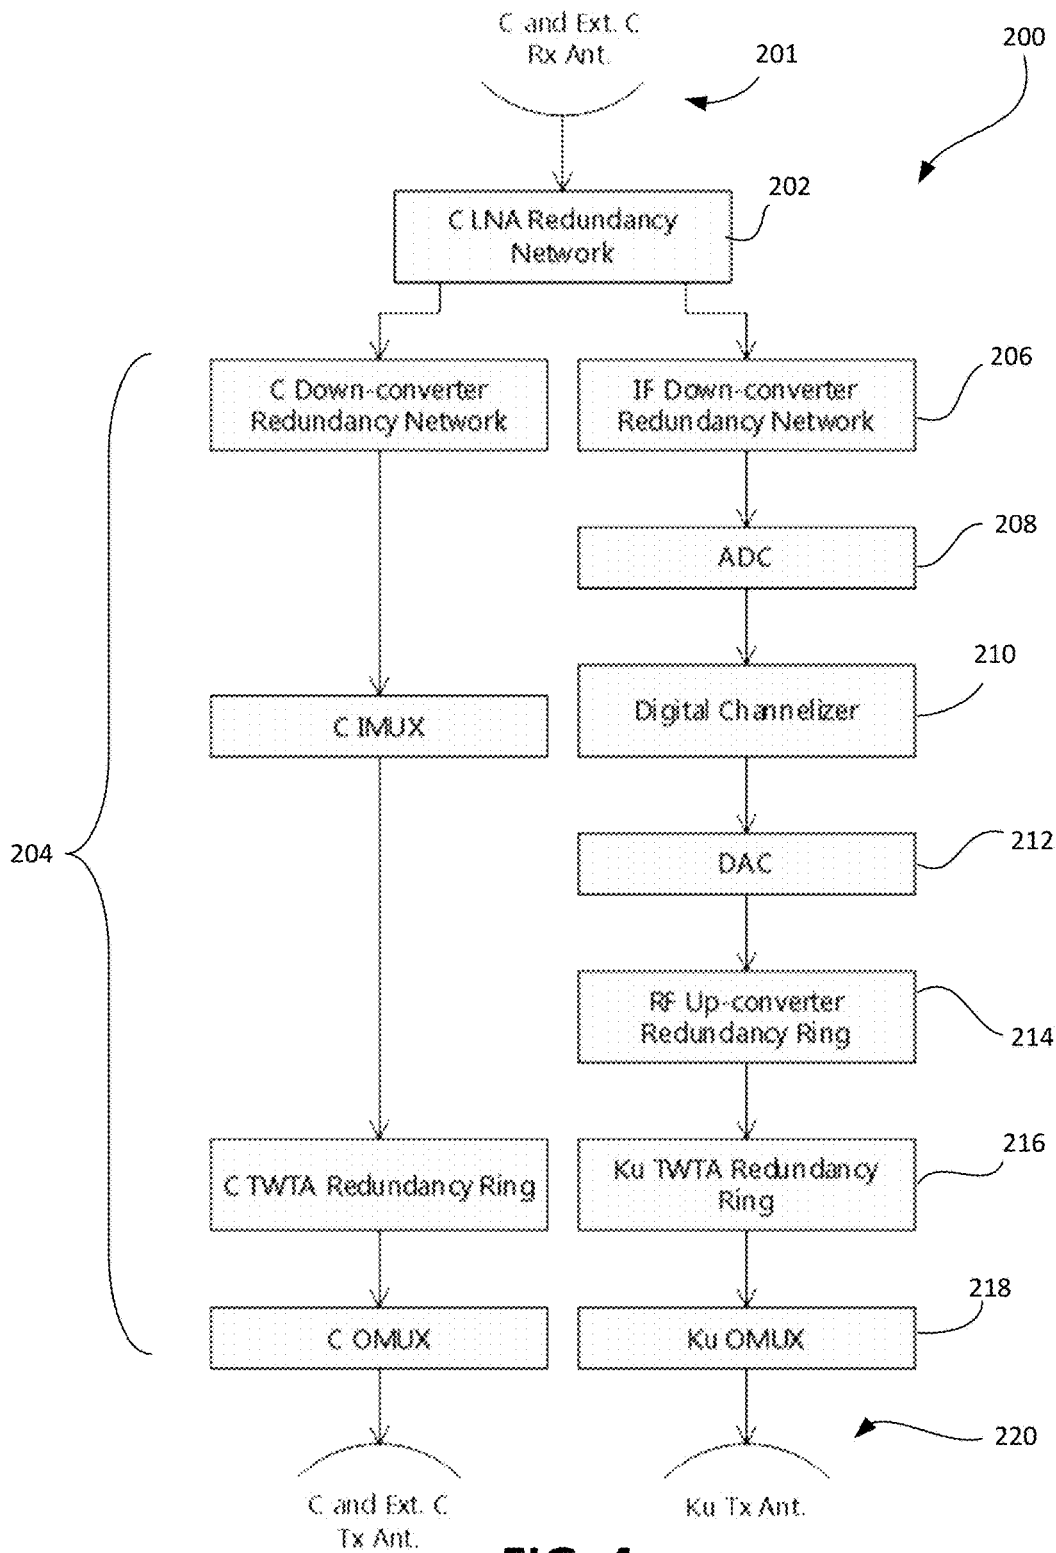 C and Ext. C
Rx Ant.
201
200
202
C LNA Redundancy
Network
206
C Down-converter
Redundancy Network
IF Down-converter
Redundancy Network
208
ADC
210
C IMUX
Digital Channelizer
204
212
DAC
RF Up-converter
Redundancy Ring
214
216
C TWTA Redundancy Ring
Ku TWTA Redundancy
Ring
218
C OMUX
Ku OMUX
220
C and Ext. C
Tx Ant.
Ku Tx Ant.